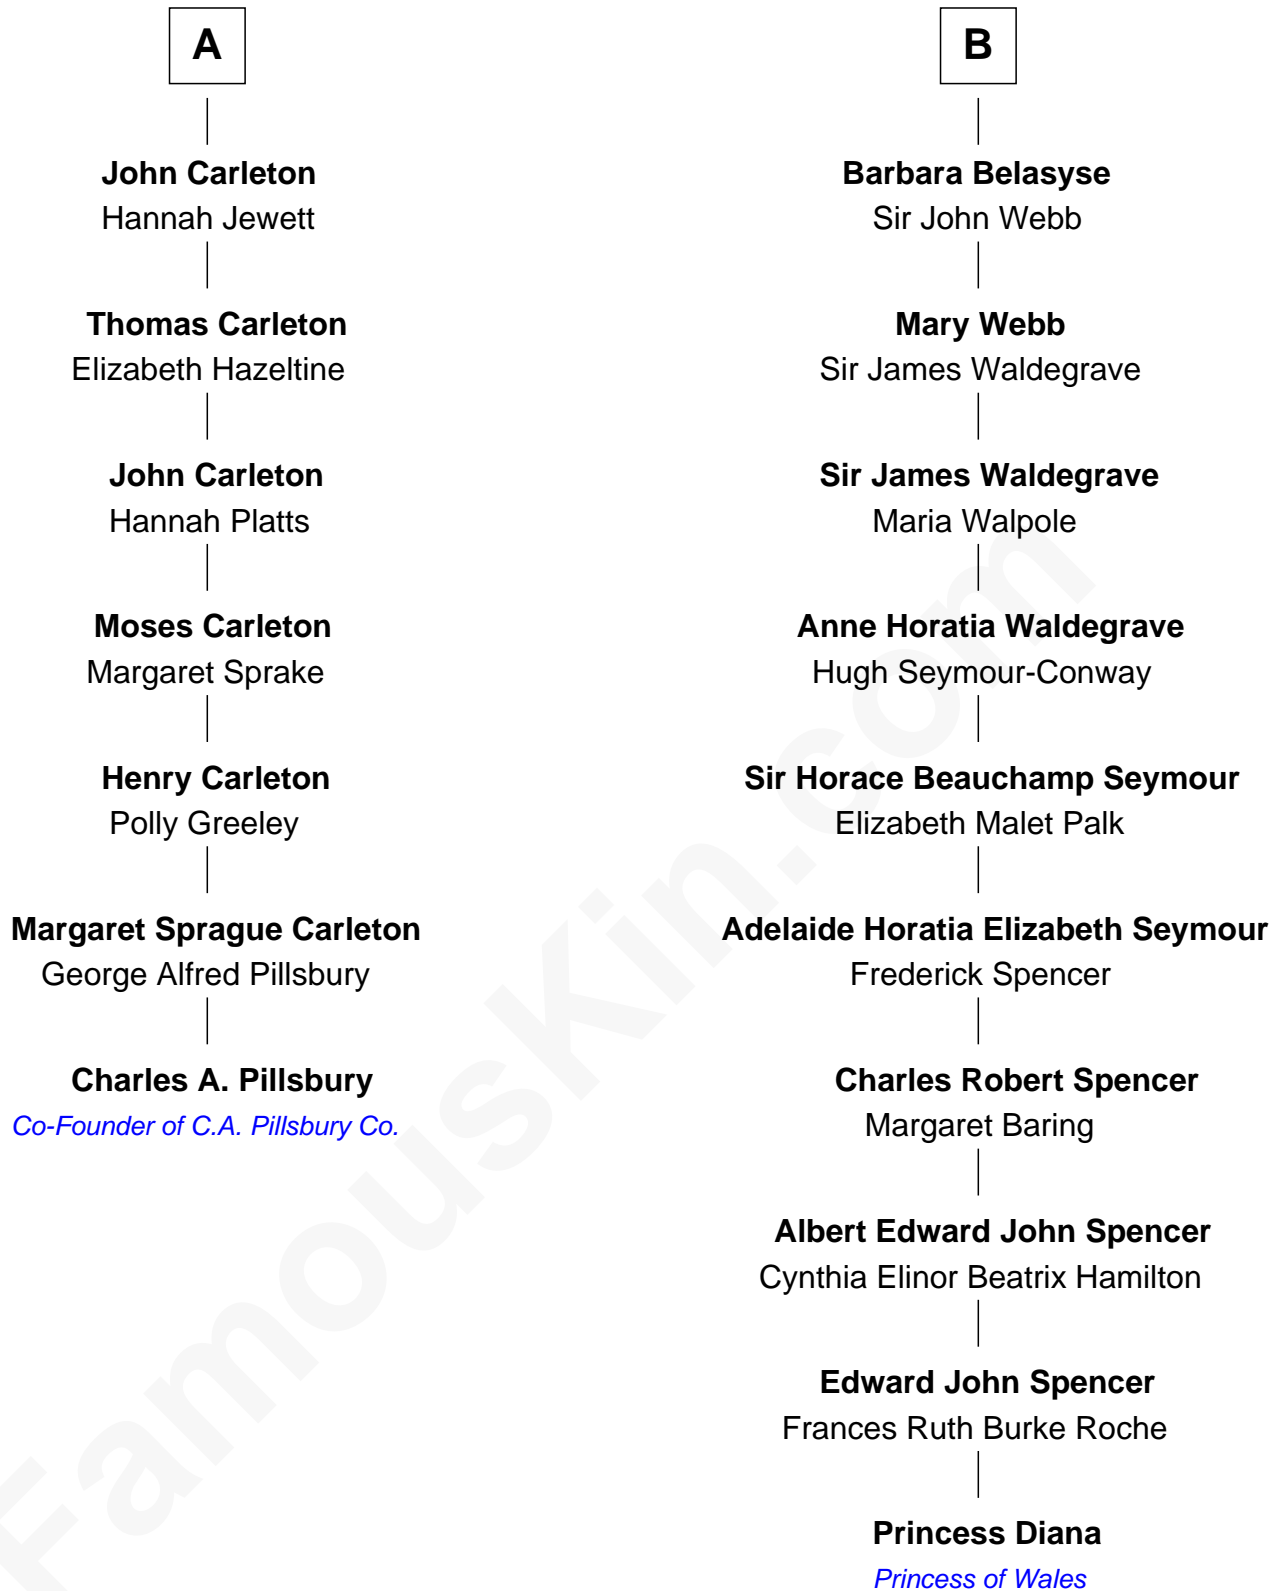 A
John Carleton
Hannah Jewett
Thomas Carleton
Elizabeth Hazeltine
John Carleton
Hannah Platts
Moses Carleton
Margaret Sprake
Henry Carleton
Polly Greeley
Margaret Sprague Carleton
George Alfred Pillsbury
Charles A. Pillsbury
Co-Founder of C.A. Pillsbury Co.
B
Barbara Belasyse
Sir John Webb
Mary Webb
Sir James Waldegrave
Sir James Waldegrave
Maria Walpole
Anne Horatia Waldegrave
Hugh Seymour-Conway
Sir Horace Beauchamp Seymour
Elizabeth Malet Palk
Adelaide Horatia Elizabeth Seymour
Frederick Spencer
Charles Robert Spencer
Margaret Baring
Albert Edward John Spencer
Cynthia Elinor Beatrix Hamilton
Edward John Spencer
Frances Ruth Burke Roche
Princess Diana
Princess of Wales
FamousKin.com